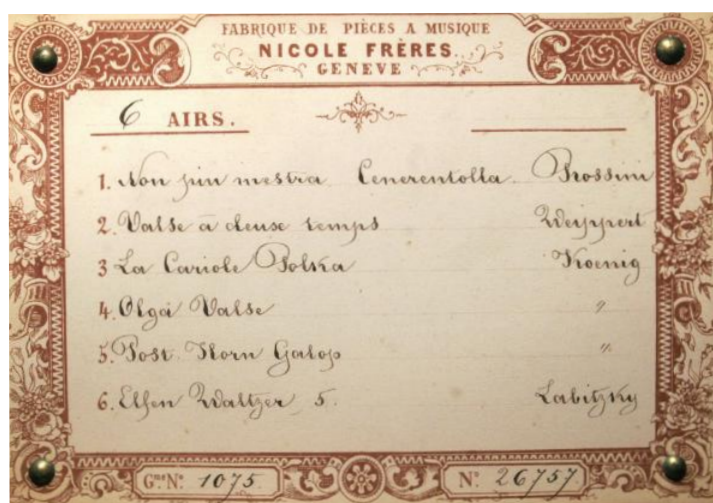 FABRIQUE DE PIÈCES A MUSIQUE
NICOLE FRÈRES.
GENEVE
6 AIRS.
1. Non piu mestra Cenerentolla Rossini
2. Valse a deuse temps Weippert
3 La Cariole Polka Koenig
4. Olga Valse "
5. Post Horn Galop "
6. Elfen Waltzer 5. Labitzky
Gme No. 1075. No. 26757.